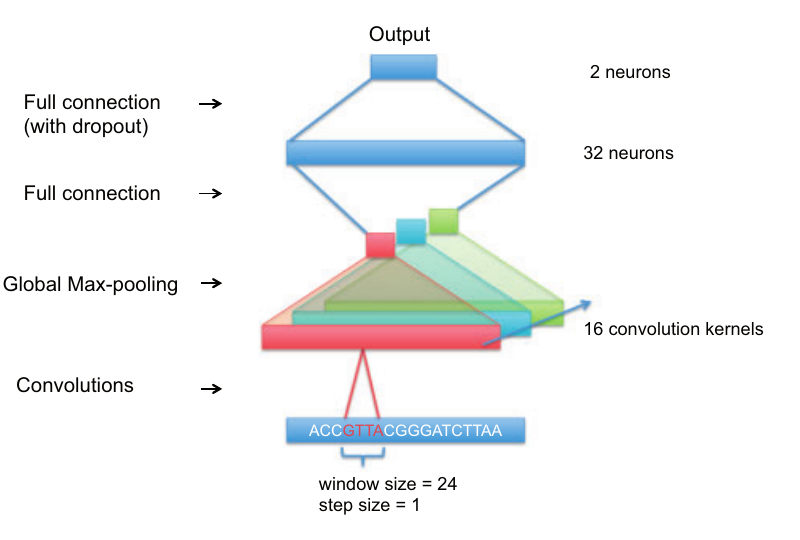 Output
2 neurons
Full connection
(with dropout)
32 neurons
Full connection
Global Max-pooling
16 convolution kernels
Convolutions
ACCGTTACGGGATCTTAA
window size = 24
step size = 1